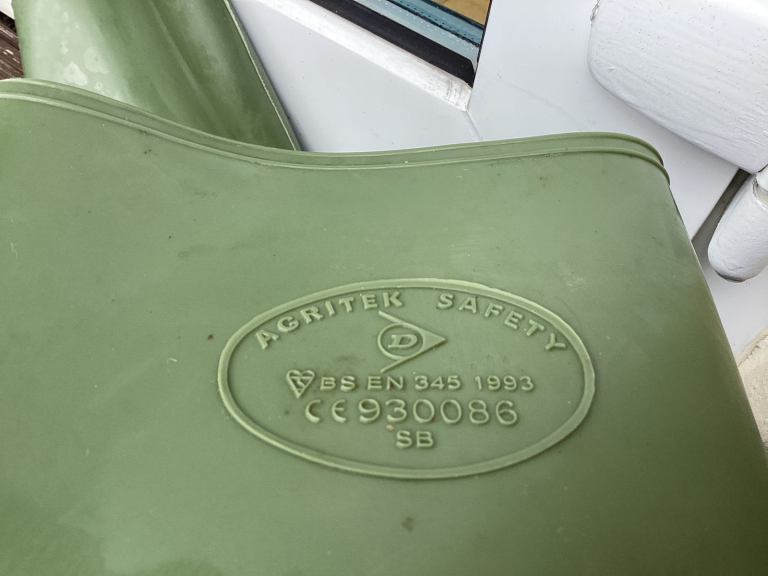 AGRITEK SAFETY
D
BS EN 345 1993
CE 930086
SB